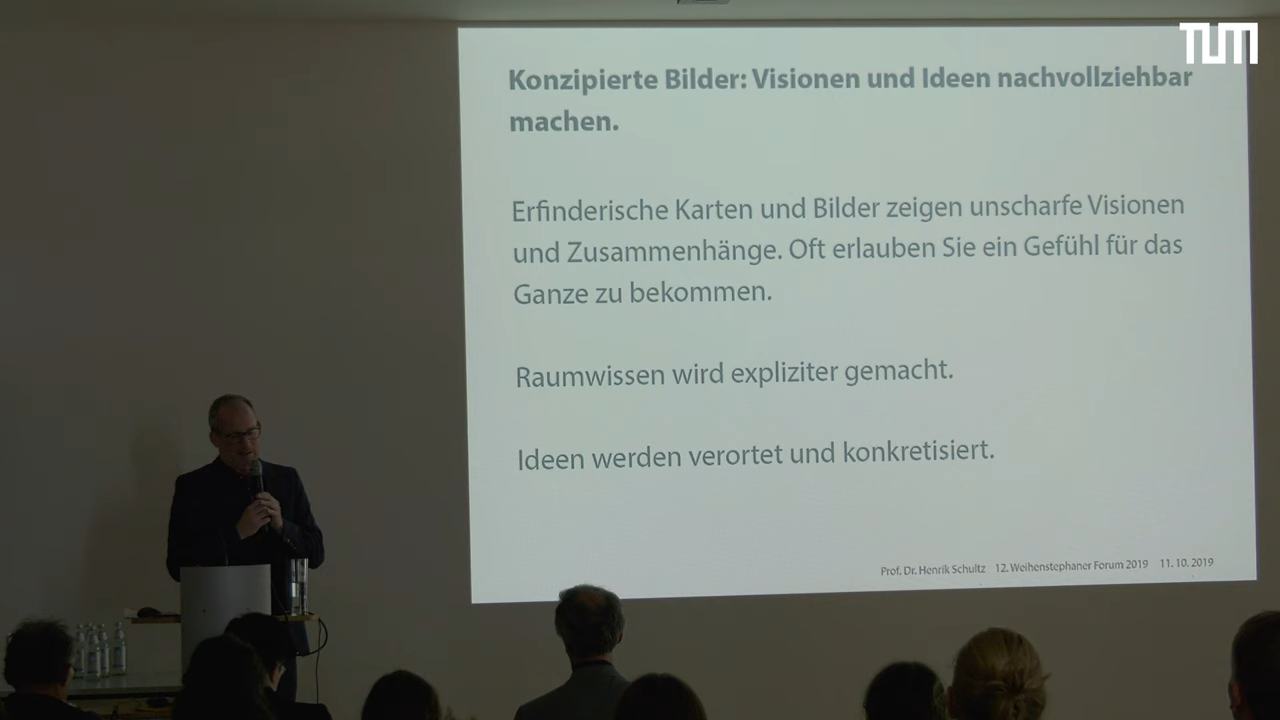 TUM
Konzipierte Bilder: Visionen und Ideen nachvollziehbar
machen.
Erfinderische Karten und Bilder zeigen unscharfe Visionen
und Zusammenhänge. Oft erlauben Sie ein Gefühl für das
Ganze zu bekommen.
Raumwissen wird expliziter gemacht.
Ideen werden verortet und konkretisiert.
Prof. Dr. Henrik Schultz 12. Weihenstephaner Forum 2019 11. 10. 2019